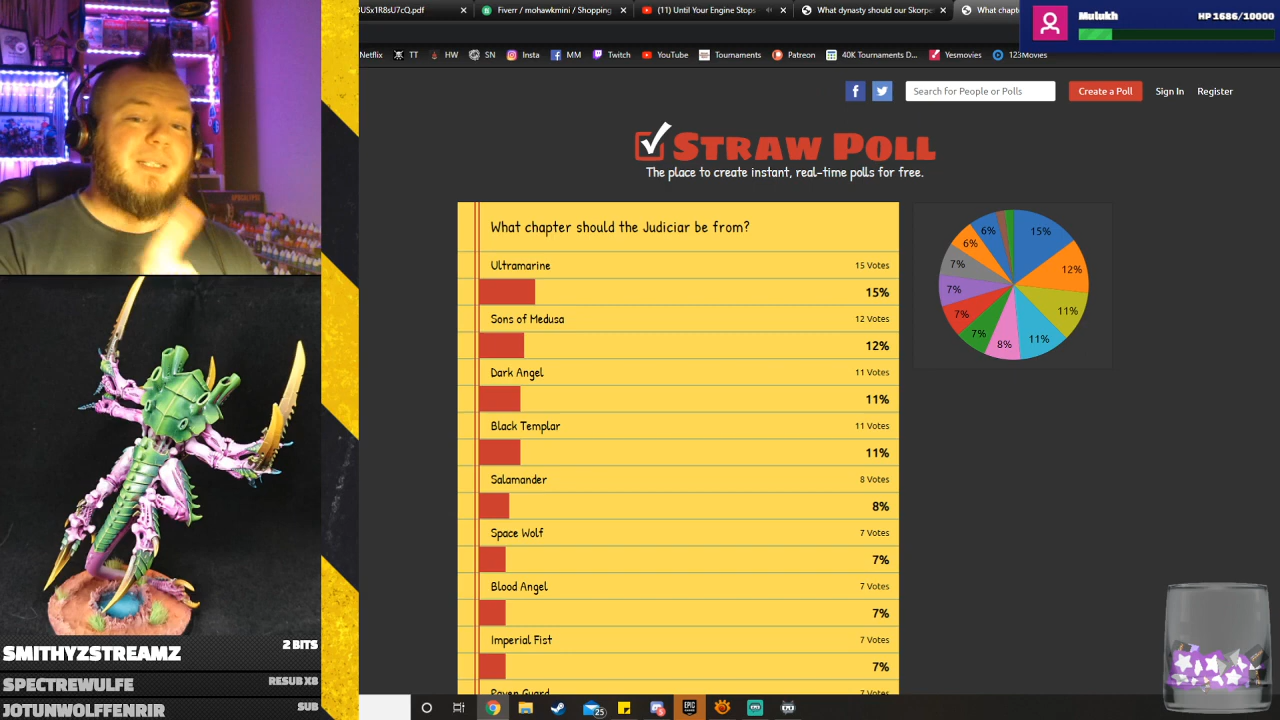 USx1R8sU7cQ.pdf
Fiverr / mohawkmini / Shopping
(11) Until Your Engine Stops
What dynasty should our Skorpe
What chapt
Mulukh
HP 1686/10000
Netflix
TT
HW
SN
Insta
MM
Twitch
YouTube
Tournaments
Patreon
40K Tournaments D...
Yesmovies
123Movies
Search for People or Polls
Create a Poll
Sign In
Register
STRAW POLL
The place to create instant, real-time polls for free.
What chapter should the Judiciar be from?
Ultramarine 15 Votes
15%
Sons of Medusa 12 Votes
12%
Dark Angel 11 Votes
11%
Black Templar 11 Votes
11%
Salamander 8 Votes
8%
Space Wolf 7 Votes
7%
Blood Angel 7 Votes
7%
Imperial Fist 7 Votes
7%
Raven Guard 7 Votes
15%
12%
11%
11%
8%
7%
7%
7%
7%
6%
6%
SMITHYZSTREAMZ 2 BITS
SPECTREWULFE RESUB X8
JOTUNWOLFFENRIR SUB
25
EPIC